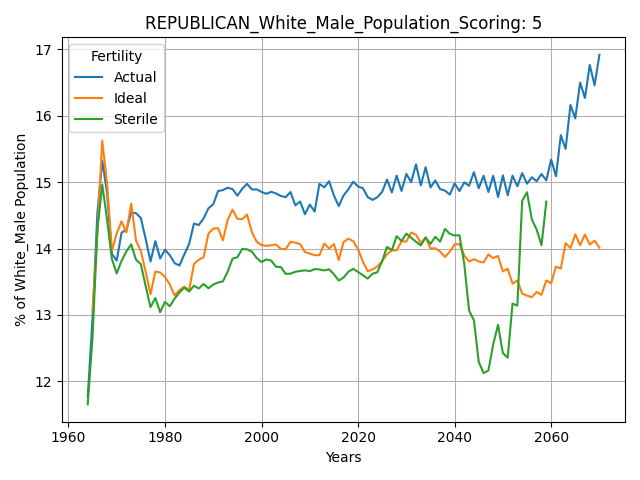 REPUBLICAN_White_Male_Population_Scoring: 5
% of White_Male Population
17
16
15
14
13
12
Fertility
Actual
Ideal
Sterile
1960 1980 2000 2020 2040 2060
Years